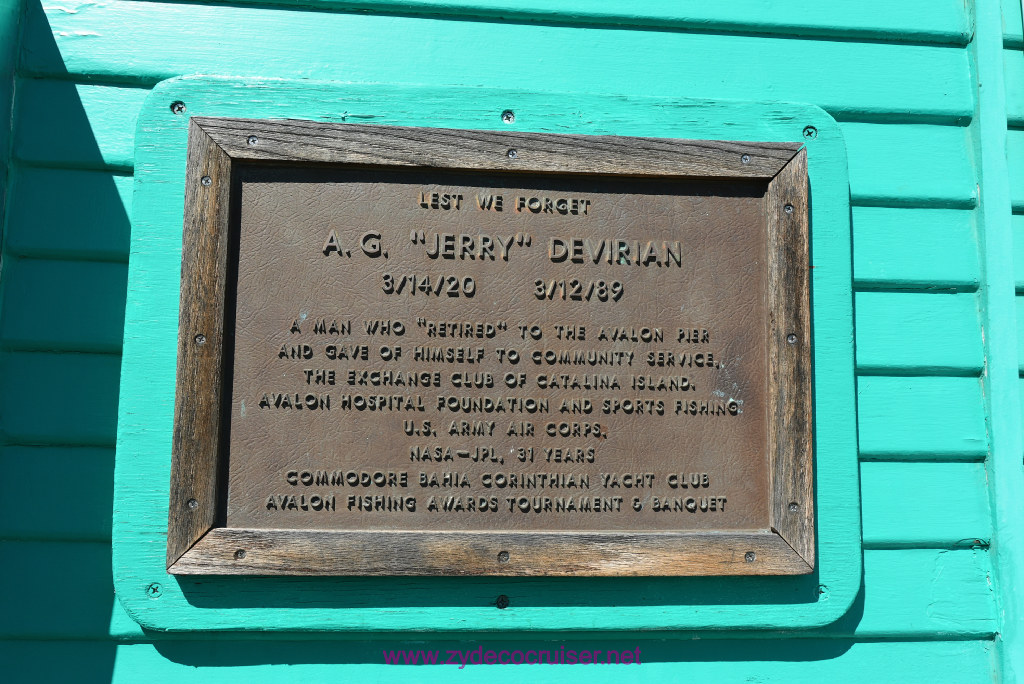 LEST WE FORGET
A. G. "JERRY" DEVIRIAN
3/14/20 3/12/89
A MAN WHO "RETIRED" TO THE AVALON PIER
AND GAVE OF HIMSELF TO COMMUNITY SERVICE,
THE EXCHANGE CLUB OF CATALINA ISLAND,
AVALON HOSPITAL FOUNDATION AND SPORTS FISHING
U.S. ARMY AIR CORPS,
NASA-JPL, 31 YEARS
COMMODORE BAHIA CORINTHIAN YACHT CLUB
AVALON FISHING AWARDS TOURNAMENT & BANQUET
www.zydecocruiser.net